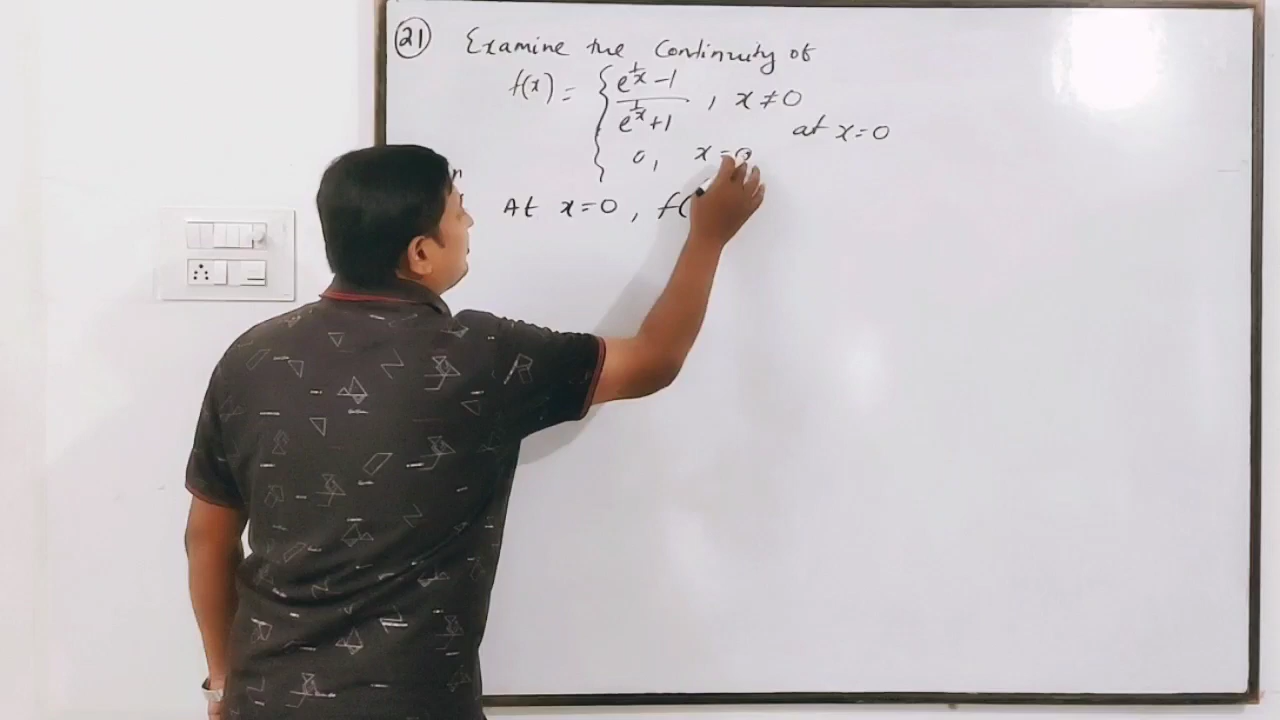 21 Examine the Continuity of
f(x) = { e^{1/x} -1 / e^{1/x} +1 , x ≠ 0
at x=0
0, x=0
At x=0, f(